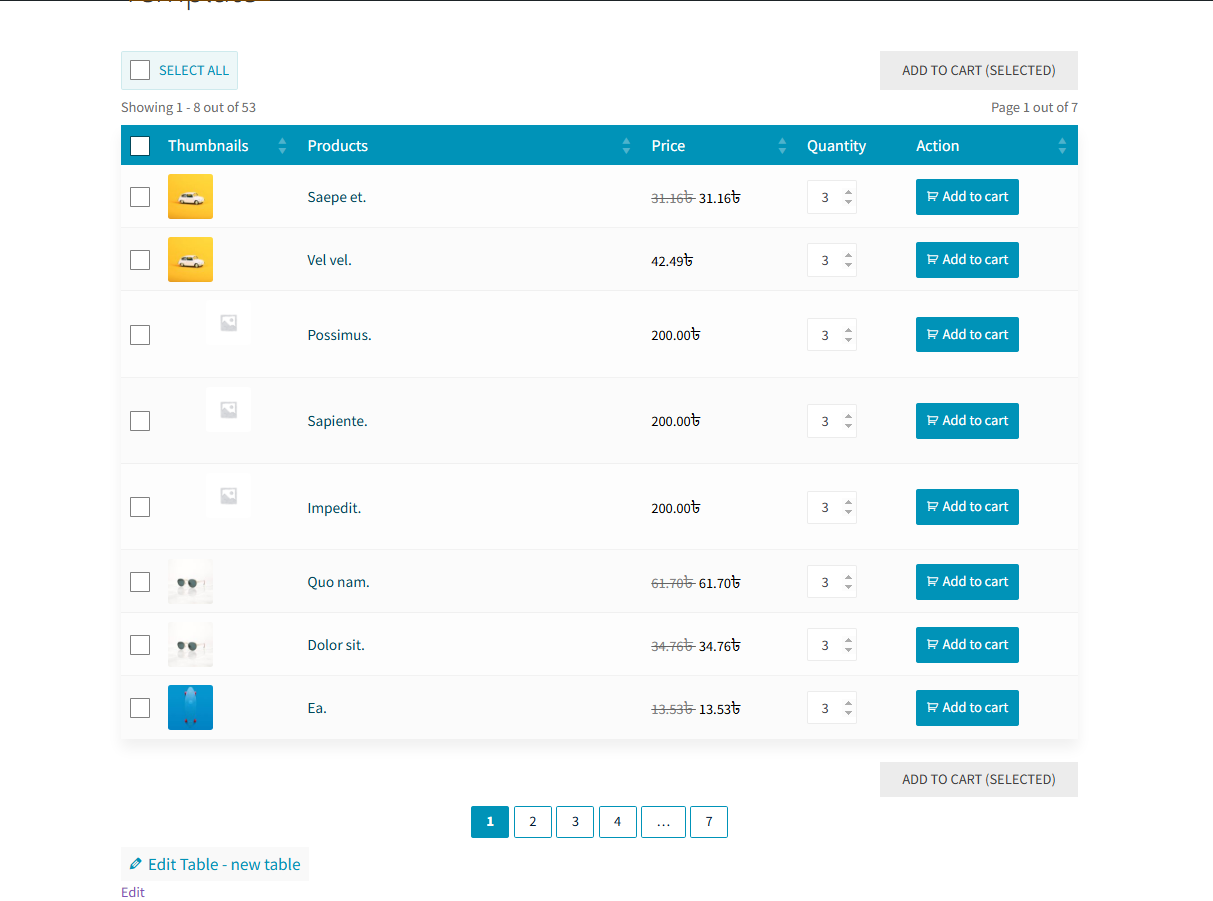 SELECT ALL
ADD TO CART (SELECTED)
Showing 1 - 8 out of 53
Page 1 out of 7
Thumbnails Products Price Quantity Action
Saepe et. 31.16৳ 31.16৳ 3 Add to cart
Vel vel. 42.49৳ 3 Add to cart
Possimus. 200.00৳ 3 Add to cart
Sapiente. 200.00৳ 3 Add to cart
Impedit. 200.00৳ 3 Add to cart
Quo nam. 61.70৳ 61.70৳ 3 Add to cart
Dolor sit. 34.76৳ 34.76৳ 3 Add to cart
Ea. 13.53৳ 13.53৳ 3 Add to cart
ADD TO CART (SELECTED)
1 2 3 4 ... 7
Edit Table - new table
Edit